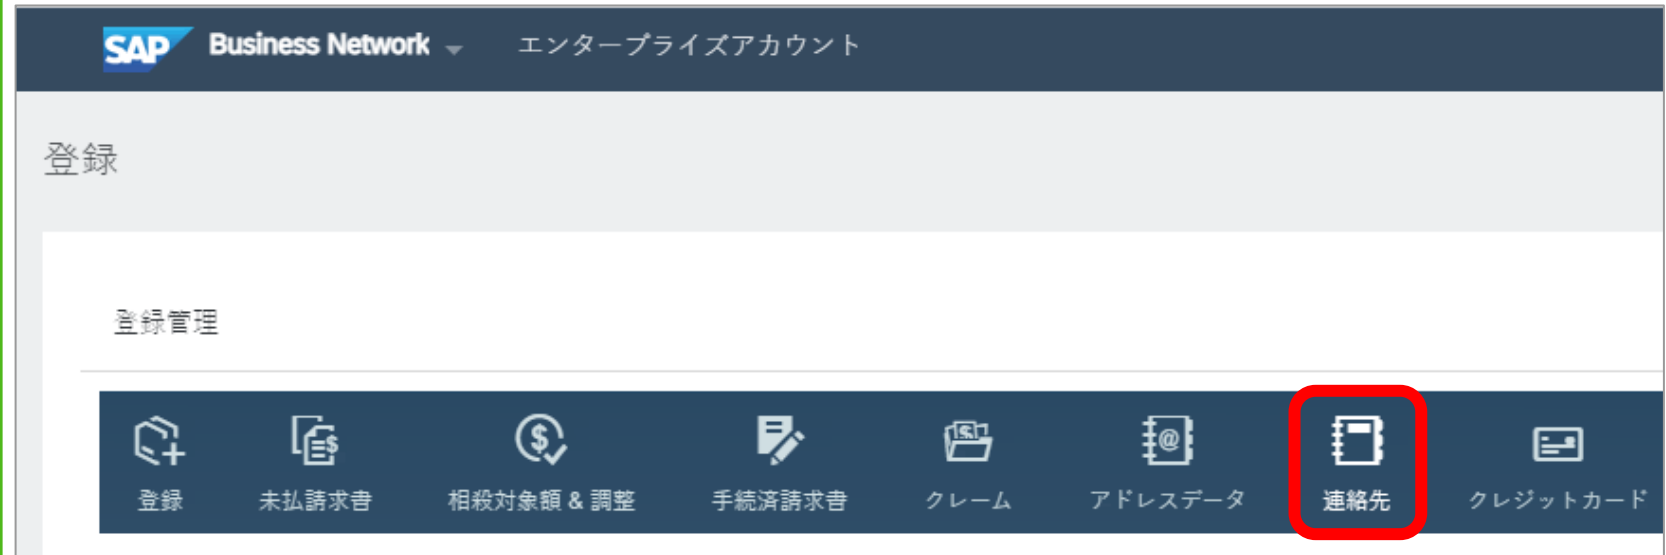 SAP Business Network エンタープライズアカウント
登録
登録管理
登録 未払請求書 相殺対象額 & 調整 手続済請求書 クレーム アドレスデータ 連絡先 クレジットカード